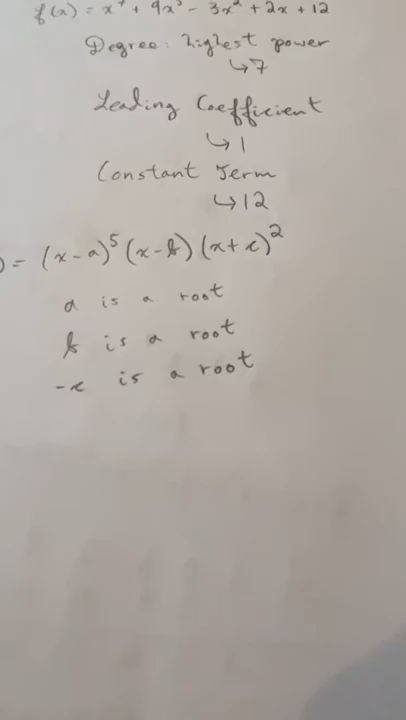 f(x) = x⁷ + 9x³ - 3x² + 2x + 12
Degree: highest power
↳7
Leading Coefficient
↳1
Constant Term
↳12
) = (x-a)⁵(x-b)(x+c)²
a is a root
b is a root
-c is a root